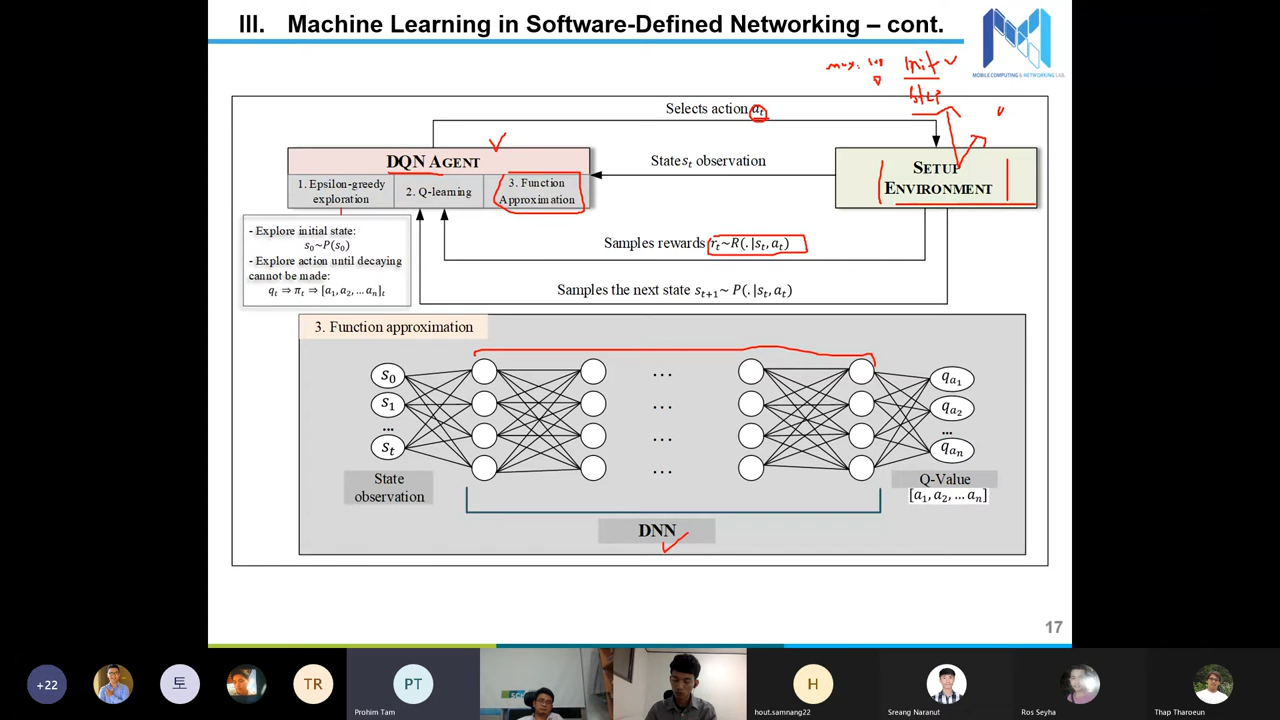 III. Machine Learning in Software-Defined Networking – cont.
MOBILE COMPUTING & NETWORKING LAB.
init
Selects action aₜ
DQN AGENT
State sₜ observation
SETUP
ENVIRONMENT
1. Epsilon-greedy
exploration
2. Q-learning
3. Function
Approximation
- Explore initial state:
s₀~P(s₀)
- Explore action until decaying
cannot be made:
qₜ ⇒ πₜ ⇒ [a₁, a₂, … aₙ]ₜ
Samples rewards rₜ~R(.|sₜ, aₜ)
Samples the next state sₜ₊₁~ P(.|sₜ, aₜ)
3. Function approximation
s₀
s₁
...
sₜ
...
...
...
...
qₐ₁
qₐ₂
...
qₐₙ
State
observation
Q-Value
[a₁, a₂, … aₙ]
DNN
17
+22
토
TR
PT
H
Prohim Tam
hout.samnang22
Sreang Naranut
Ros Seyha
Thap Tharoeun